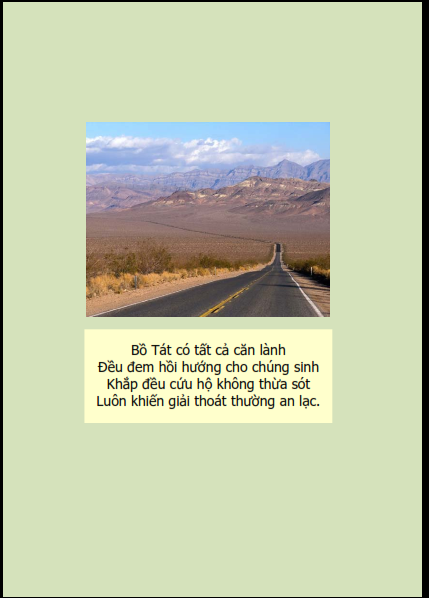 Bồ Tát có tất cả căn lành
Đều đem hồi hướng cho chúng sinh
Khắp đều cứu hộ không thừa sót
Luôn khiến giải thoát thường an lạc.